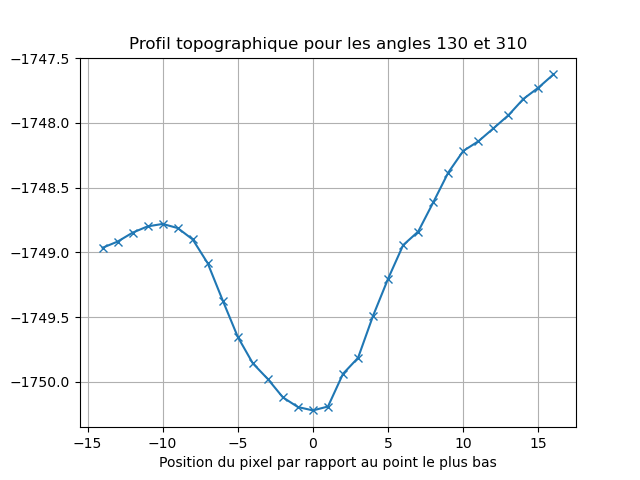 Profil topographique pour les angles 130 et 310
−1747.5
−1748.0
−1748.5
−1749.0
−1749.5
−1750.0
−15 −10 −5 0 5 10 15
Position du pixel par rapport au point le plus bas